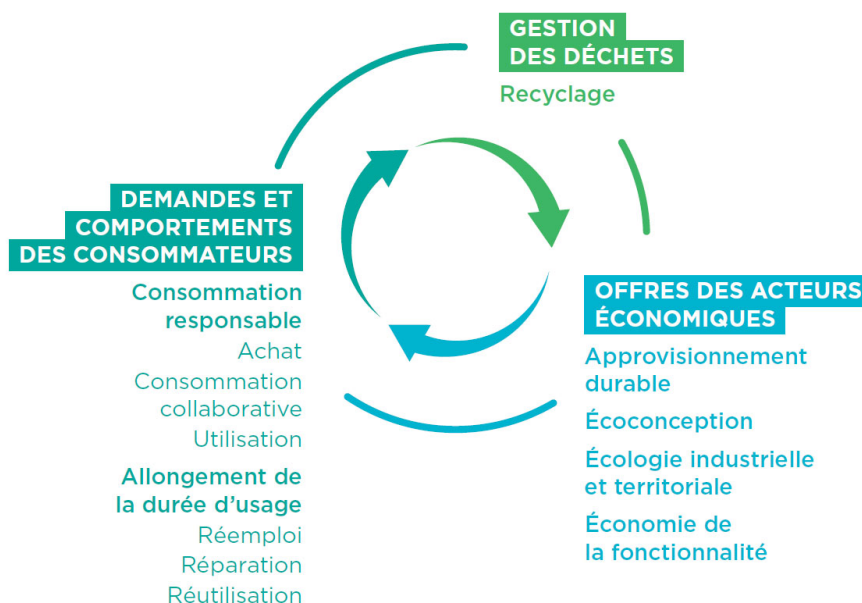 GESTION
DES DÉCHETS
Recyclage
DEMANDES ET
COMPORTEMENTS
DES CONSOMMATEURS
Consommation
responsable
Achat
Consommation
collaborative
Utilisation
Allongement de
la durée d’usage
Réemploi
Réparation
Réutilisation
OFFRES DES ACTEURS
ÉCONOMIQUES
Approvisionnement
durable
Écoconception
Écologie industrielle
et territoriale
Économie de
la fonctionnalité